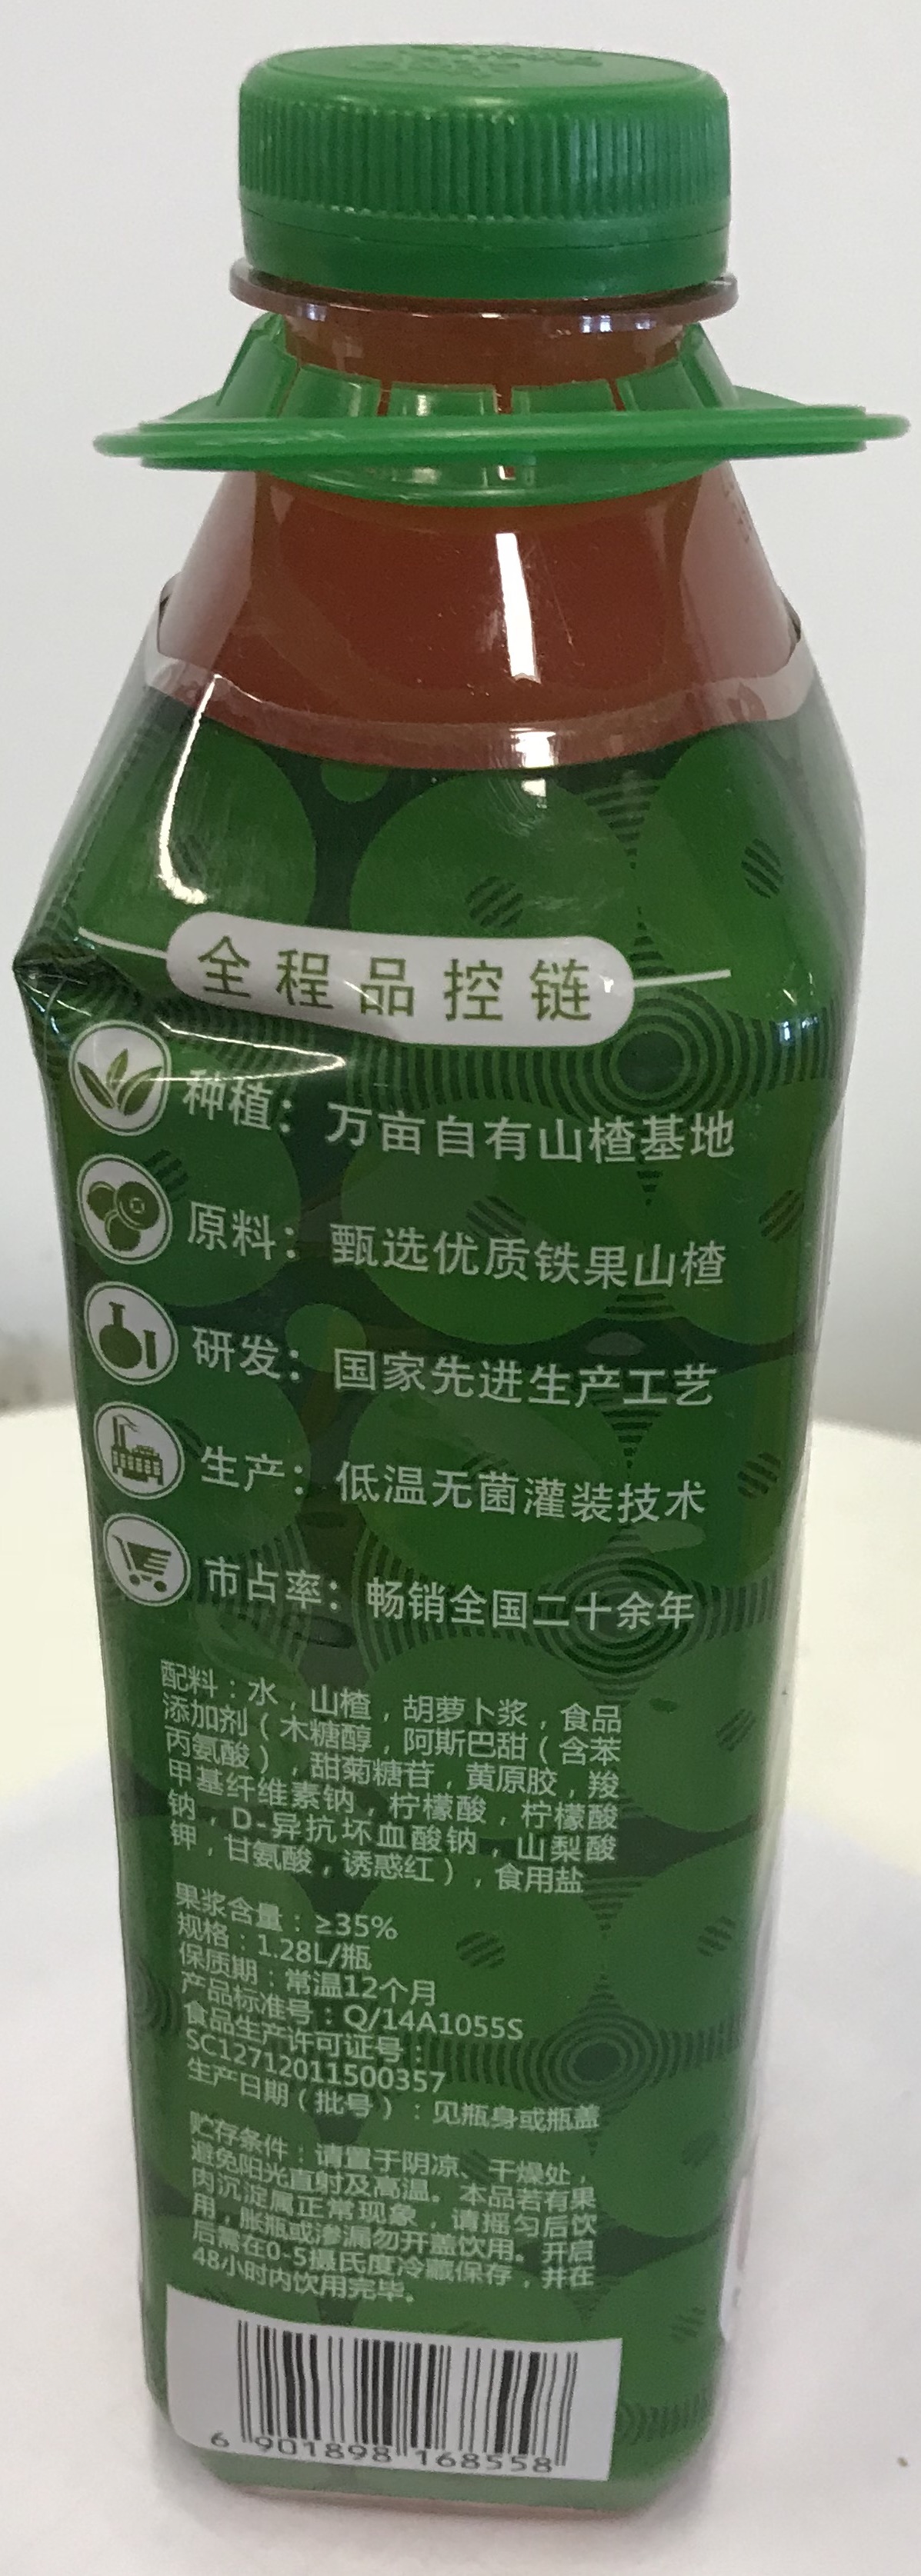 全程品控链
种植：万亩自有山楂基地
原料：甄选优质铁果山楂
研发：国家先进生产工艺
生产：低温无菌灌装技术
市占率：畅销全国二十余年
配料：水，山楂，胡萝卜浆，食品
添加剂（木糖醇，阿斯巴甜（含苯
丙氨酸），甜菊糖苷，黄原胶，羧
甲基纤维素钠，柠檬酸，柠檬酸
钠，D-异抗坏血酸钠，山梨酸
钾，甘氨酸，诱惑红），食用盐
果浆含量：≥35%
规格：1.28L/瓶
保质期：常温12个月
产品标准号：Q/14A1055S
食品生产许可证号：
SC12712011500357
生产日期（批号）：见瓶身或瓶盖
贮存条件：请置于阴凉、干燥处，
避免阳光直射及高温。本品若有果
肉沉淀属正常现象，请摇匀后饮
用，胀瓶或渗漏勿开盖饮用。开启
后需在0-5摄氏度冷藏保存，并在
48小时内饮用完毕。
6 901898 168558